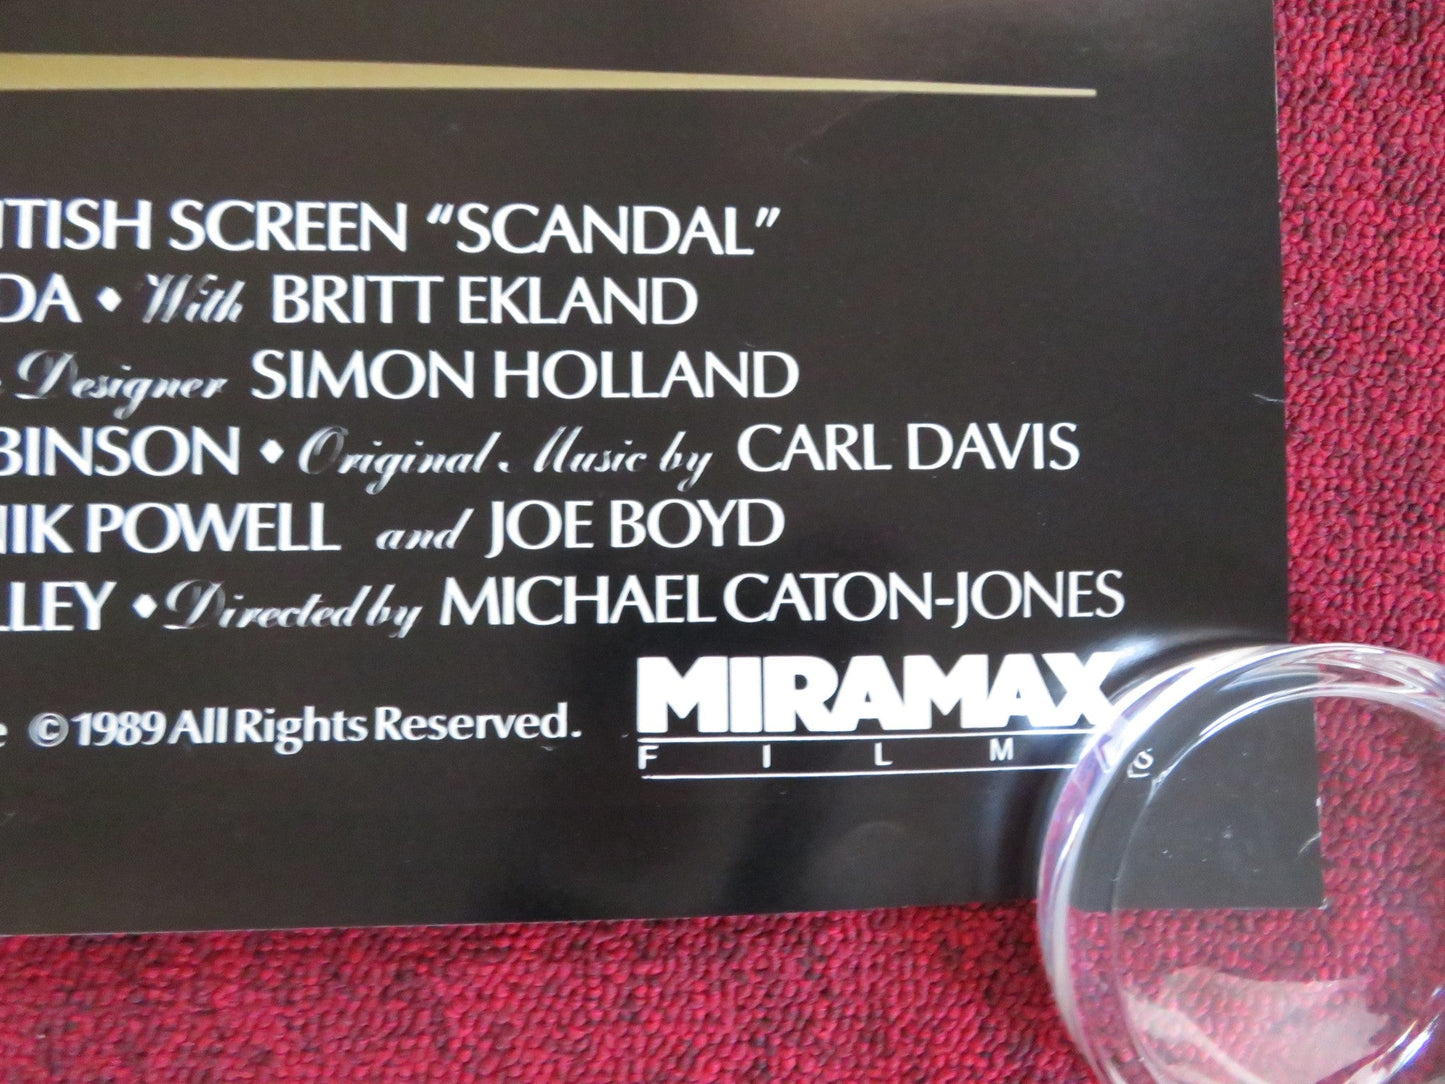 ITISH SCREEN “SCANDAL”
DA • With BRITT EKLAND
Designer SIMON HOLLAND
BINSON • Original Music by CARL DAVIS
NIK POWELL and JOE BOYD
LLEY • Directed by MICHAEL CATON-JONES
e ©1989 All Rights Reserved.
MIRAMAX
FILM